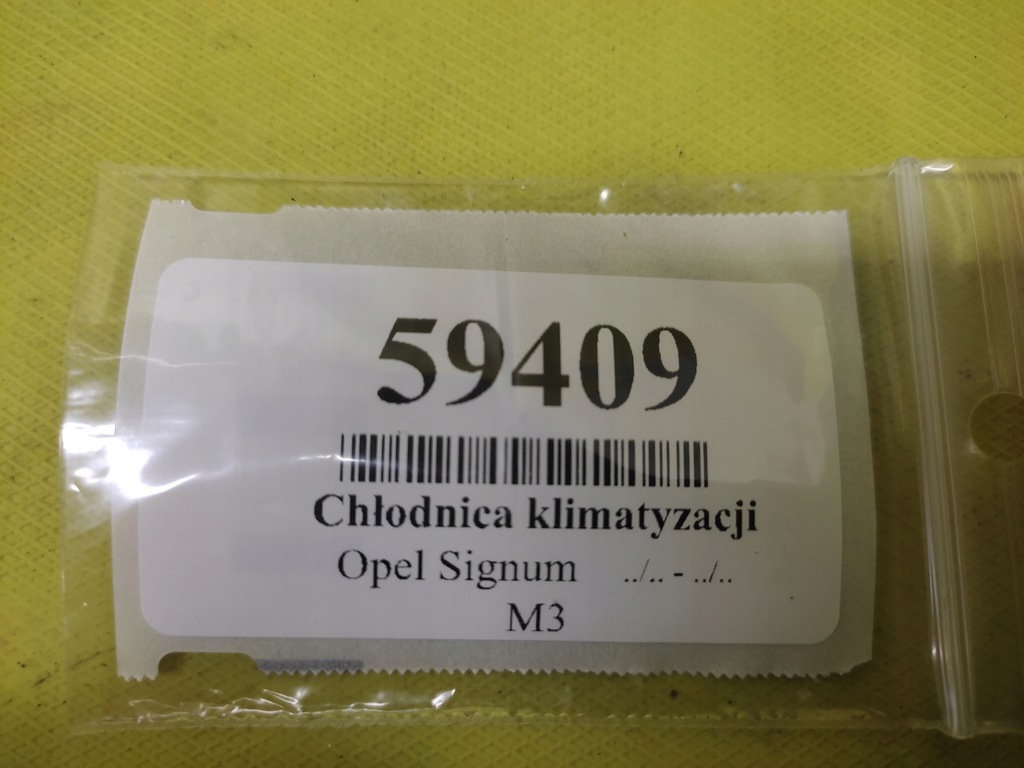 59409
Chłodnica klimatyzacji
Opel Signum ../.. - ../..
M3